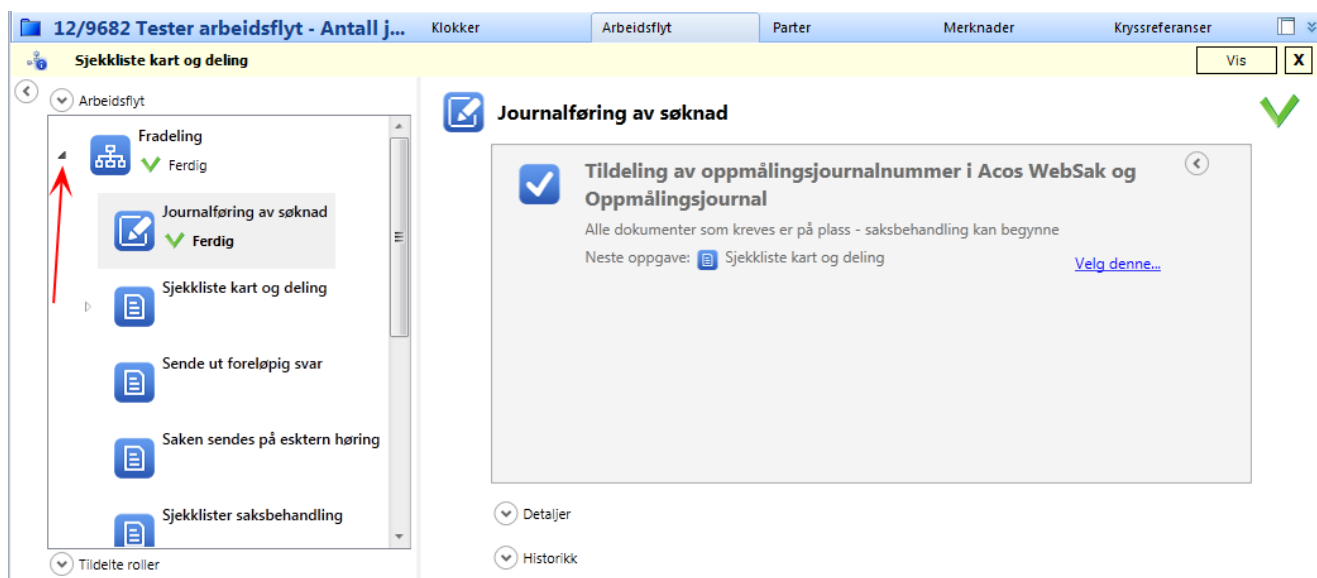 12/9682 Tester arbeidsflyt - Antall j...
Klokker
Arbeidsflyt
Parter
Merknader
Kryssreferanser
Sjekkliste kart og deling
Vis
X
Arbeidsflyt
Fradeling
Ferdig
Journalføring av søknad
Ferdig
Sjekkliste kart og deling
Sende ut foreløpig svar
Saken sendes på esktern høring
Sjekklister saksbehandling
Tildelte roller
Journalføring av søknad
Tildeling av oppmålingsjournalnummer i Acos WebSak og
Oppmålingsjournal
Alle dokumenter som kreves er på plass - saksbehandling kan begynne
Neste oppgave: Sjekkliste kart og deling
Velg denne...
Detaljer
Historikk